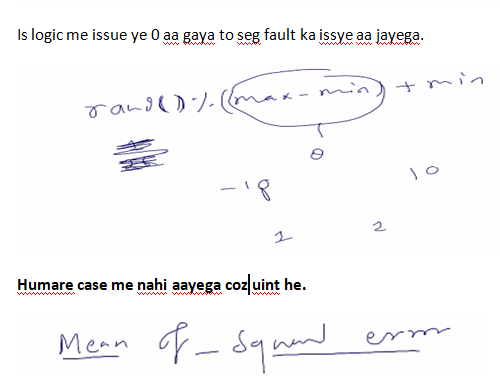 Is logic me issue ye 0 aa gaya to seg fault ka issye aa jayega.
rand() % (max - min) + min
0
-18 10
1 2
Humare case me nahi aayega coz uint he.
Mean of - Squared error